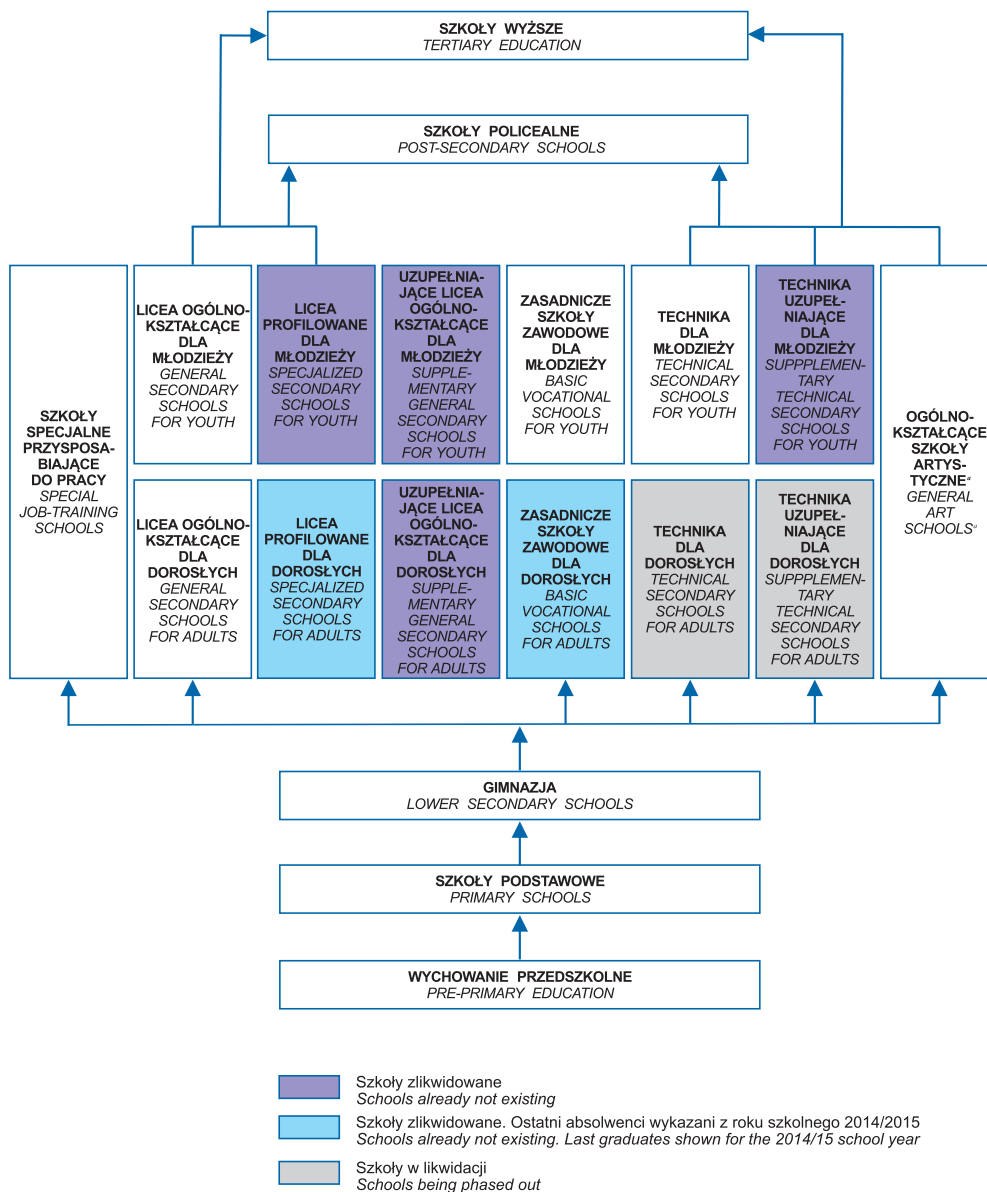 SZKOŁY WYŻSZE
TERTIARY EDUCATION
SZKOŁY POLICEALNE
POST-SECONDARY SCHOOLS
SZKOŁY
SPECJALNE
PRZYSPOSA-
BIAJĄCE
DO PRACY
SPECIAL
JOB-TRAINING
SCHOOLS
LICEA OGÓLNO-
KSZTAŁCĄCE
DLA
MŁODZIEŻY
GENERAL
SECONDARY
SCHOOLS
FOR YOUTH
LICEA
PROFILOWANE
DLA
MŁODZIEŻY
SPECJALIZED
SECONDARY
SCHOOLS
FOR YOUTH
UZUPEŁNIA-
JĄCE LICEA
OGÓLNO-
KSZTAŁCĄCE
DLA
MŁODZIEŻY
SUPPLE-
MENTARY
GENERAL
SECONDARY
SCHOOLS
FOR YOUTH
ZASADNICZE
SZKOŁY
ZAWODOWE
DLA
MŁODZIEŻY
BASIC
VOCATIONAL
SCHOOLS
FOR YOUTH
TECHNIKA
DLA
MŁODZIEŻY
TECHNICAL
SECONDARY
SCHOOLS
FOR YOUTH
TECHNIKA
UZUPEŁ-
NIAJĄCE
DLA
MŁODZIEŻY
SUPPPLEMEN-
TARY
TECHNICAL
SECONDARY
SCHOOLS
FOR YOUTH
OGÓLNO-
KSZTAŁCĄCE
SZKOŁY
ARTYS-
TYCZNEª
GENERAL
ART
SCHOOLSª
LICEA OGÓLNO-
KSZTAŁCĄCE
DLA
DOROSŁYCH
GENERAL
SECONDARY
SCHOOLS
FOR ADULTS
LICEA
PROFILOWANE
DLA
DOROSŁYCH
SPECJALIZED
SECONDARY
SCHOOLS
FOR ADULTS
UZUPEŁNIA-
JĄCE LICEA
OGÓLNO-
KSZTAŁCĄCE
DLA
DOROSŁYCH
SUPPLE-
MENTARY
GENERAL
SECONDARY
SCHOOLS
FOR ADULTS
ZASADNICZE
SZKOŁY
ZAWODOWE
DLA
DOROSŁYCH
BASIC
VOCATIONAL
SCHOOLS
FOR ADULTS
TECHNIKA
DLA
DOROSŁYCH
TECHNICAL
SECONDARY
SCHOOLS
FOR ADULTS
TECHNIKA
UZUPEŁ-
NIAJĄCE
DLA
DOROSŁYCH
SUPPPLEMEN-
TARY
TECHNICAL
SECONDARY
SCHOOLS
FOR ADULTS
GIMNAZJA
LOWER SECONDARY SCHOOLS
SZKOŁY PODSTAWOWE
PRIMARY SCHOOLS
WYCHOWANIE PRZEDSZKOLNE
PRE-PRIMARY EDUCATION
Szkoły zlikwidowane
Schools already not existing
Szkoły zlikwidowane. Ostatni absolwenci wykazani z roku szkolnego 2014/2015
Schools already not existing. Last graduates shown for the 2014/15 school year
Szkoły w likwidacji
Schools being phased out